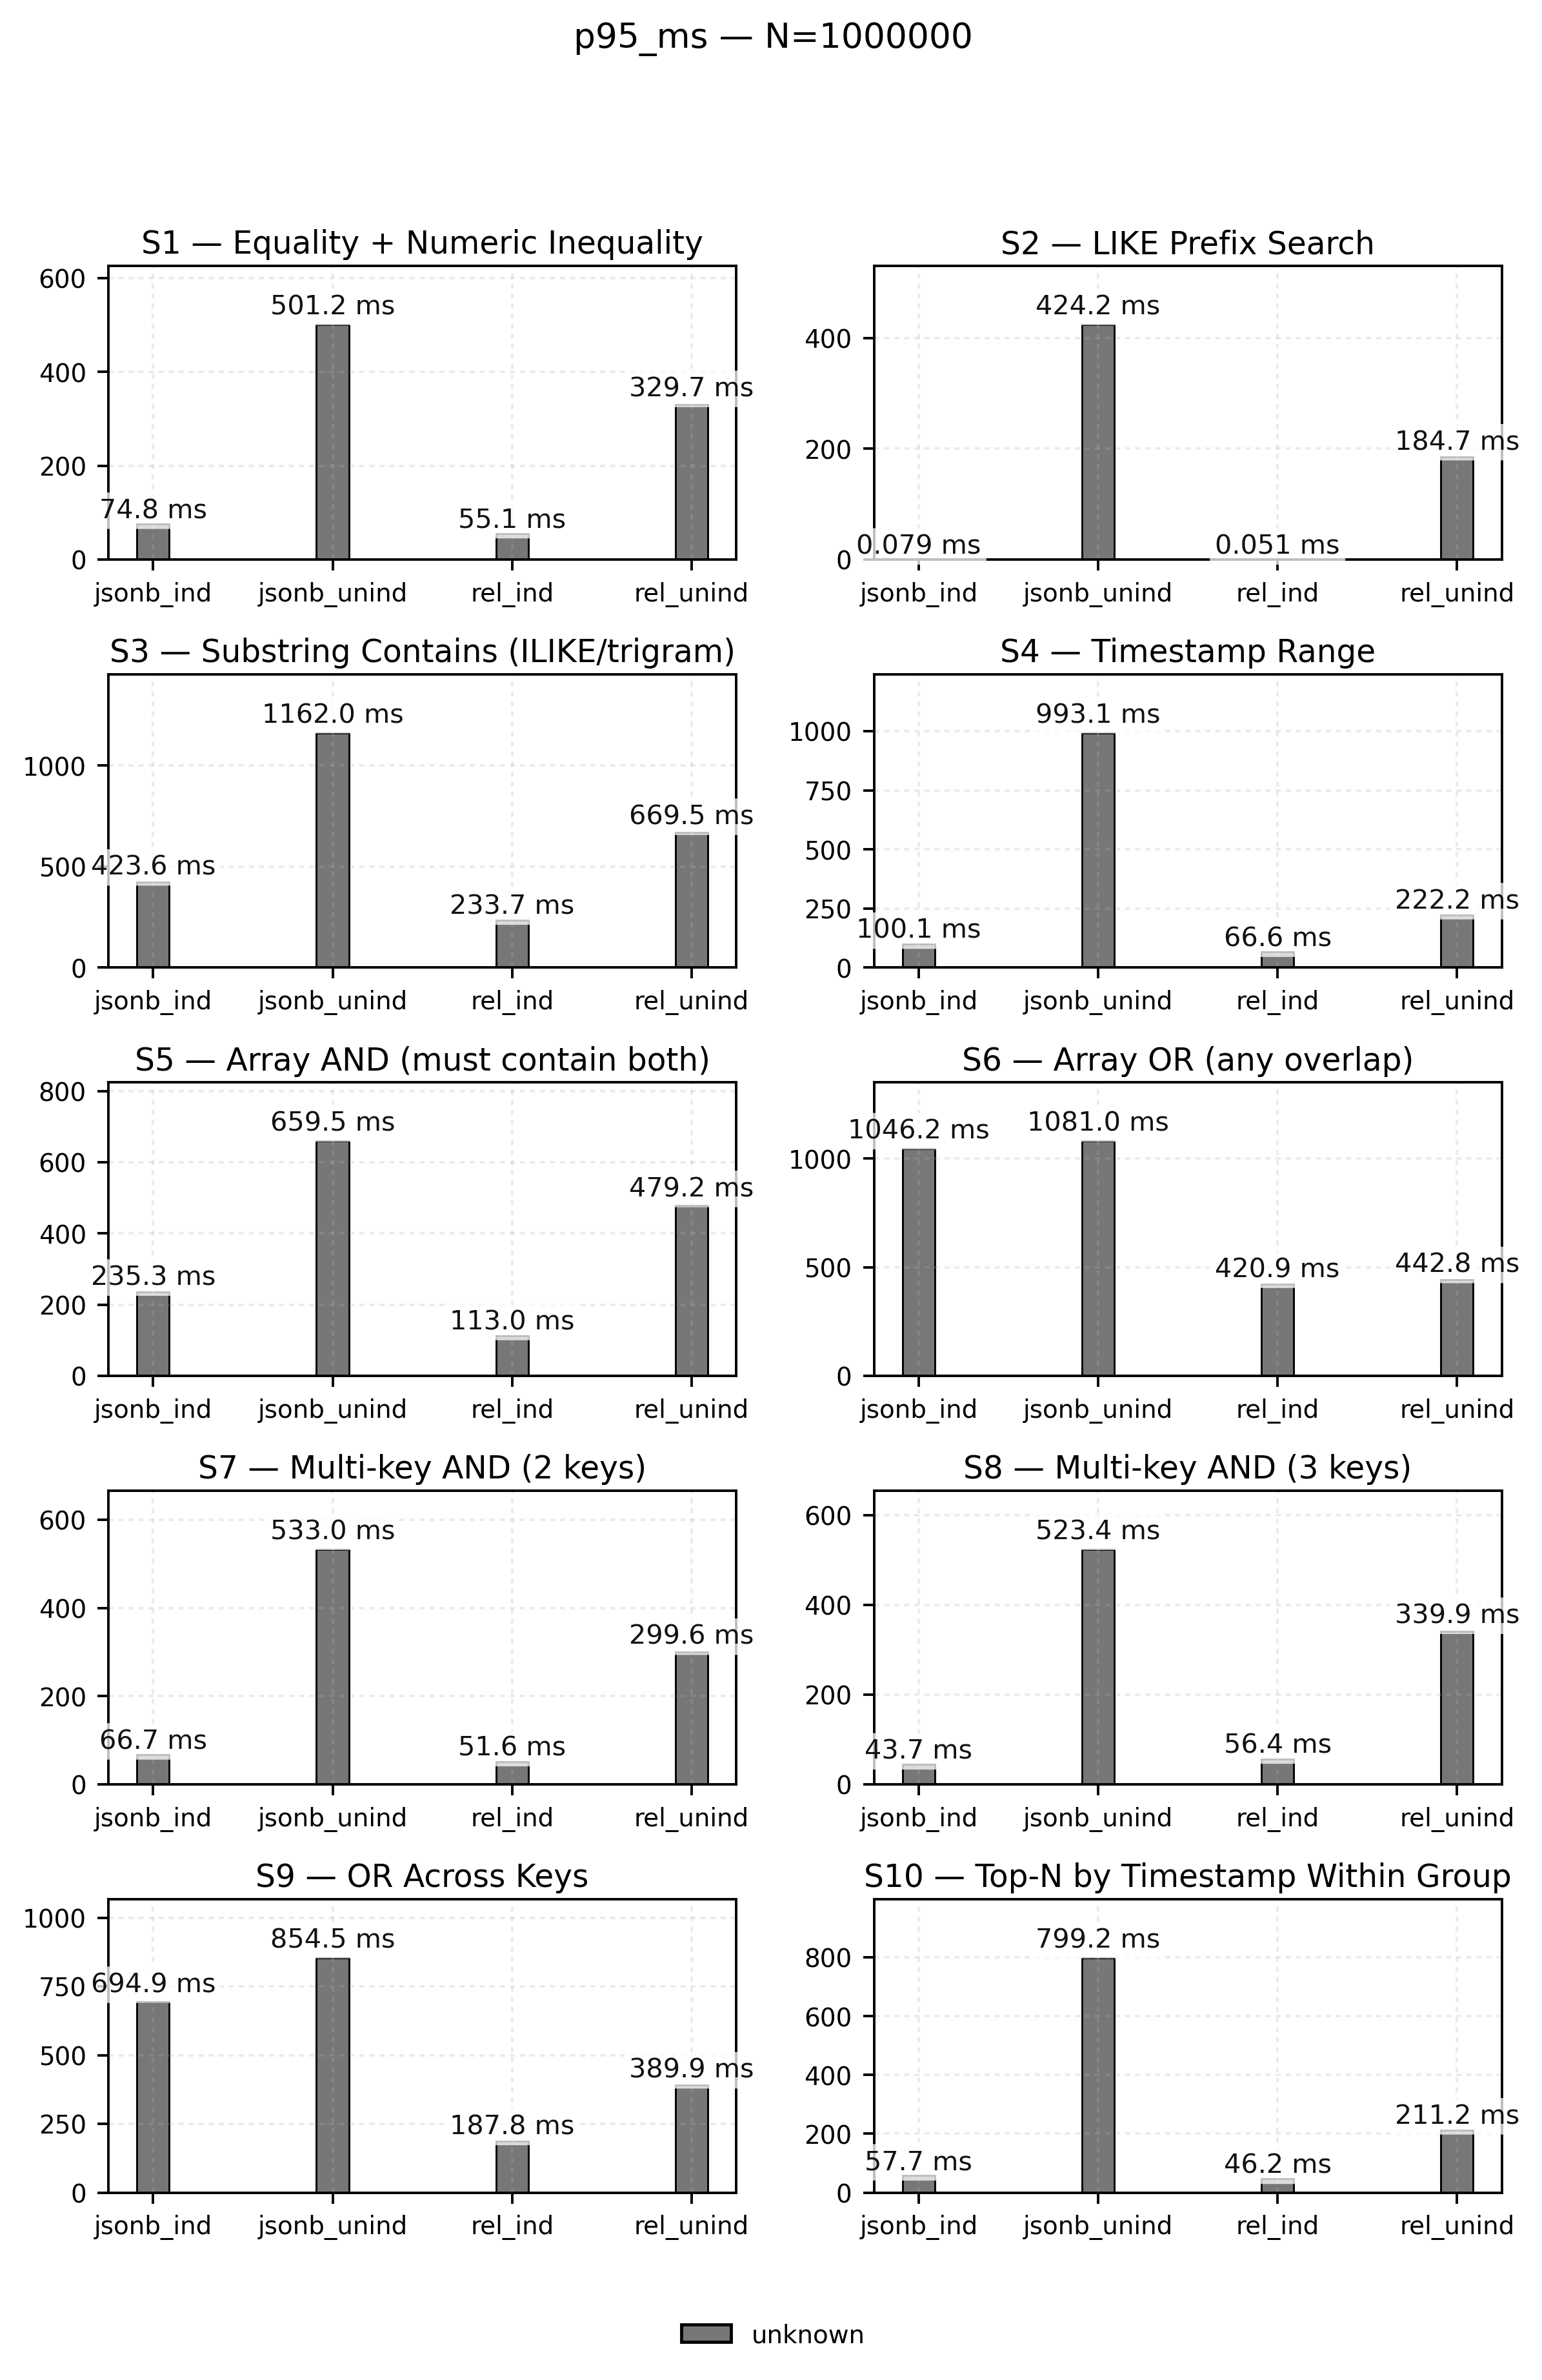 p95_ms — N=1000000
S1 — Equality + Numeric Inequality
600
400
200
0
74.8 ms
501.2 ms
55.1 ms
329.7 ms
jsonb_ind
jsonb_unind
rel_ind
rel_unind
S2 — LIKE Prefix Search
400
200
0
0.079 ms
424.2 ms
0.051 ms
184.7 ms
jsonb_ind
jsonb_unind
rel_ind
rel_unind
S3 — Substring Contains (ILIKE/trigram)
1000
500
0
423.6 ms
1162.0 ms
233.7 ms
669.5 ms
jsonb_ind
jsonb_unind
rel_ind
rel_unind
S4 — Timestamp Range
1000
750
500
250
0
100.1 ms
993.1 ms
66.6 ms
222.2 ms
jsonb_ind
jsonb_unind
rel_ind
rel_unind
S5 — Array AND (must contain both)
800
600
400
200
0
235.3 ms
659.5 ms
113.0 ms
479.2 ms
jsonb_ind
jsonb_unind
rel_ind
rel_unind
S6 — Array OR (any overlap)
1000
500
0
1046.2 ms
1081.0 ms
420.9 ms
442.8 ms
jsonb_ind
jsonb_unind
rel_ind
rel_unind
S7 — Multi-key AND (2 keys)
600
400
200
0
66.7 ms
533.0 ms
51.6 ms
299.6 ms
jsonb_ind
jsonb_unind
rel_ind
rel_unind
S8 — Multi-key AND (3 keys)
600
400
200
0
43.7 ms
523.4 ms
56.4 ms
339.9 ms
jsonb_ind
jsonb_unind
rel_ind
rel_unind
S9 — OR Across Keys
1000
750
500
250
0
694.9 ms
854.5 ms
187.8 ms
389.9 ms
jsonb_ind
jsonb_unind
rel_ind
rel_unind
S10 — Top-N by Timestamp Within Group
800
600
400
200
0
57.7 ms
799.2 ms
46.2 ms
211.2 ms
jsonb_ind
jsonb_unind
rel_ind
rel_unind
unknown